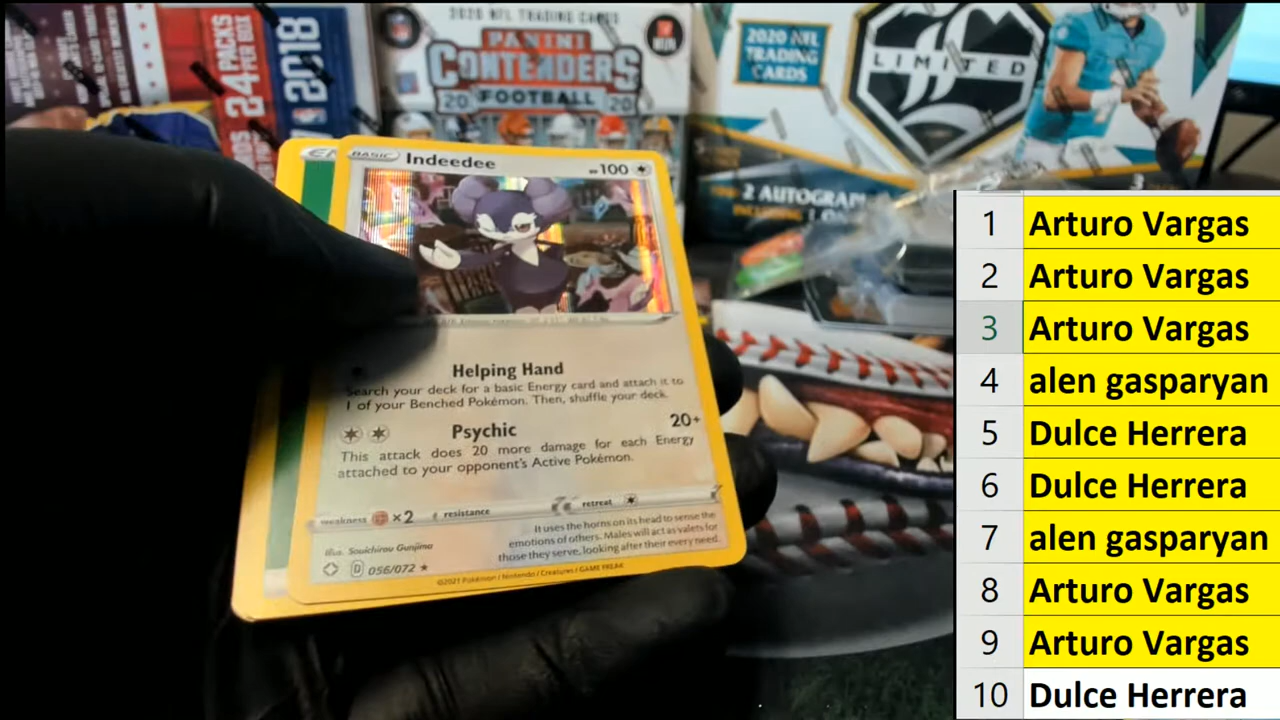 24 PACKS
PER BOX
2018
2020 NFL TRADING CARDS
PANINI
CONTENDERS
20 FOOTBALL 20
2020 NFL
TRADING
CARDS
LIMITED
2 AUTOGRAPH
BASIC Indeedee HP 100
Helping Hand
Search your deck for a basic Energy card and attach it to
1 of your Benched Pokémon. Then, shuffle your deck.
Psychic 20+
This attack does 20 more damage for each Energy
attached to your opponent's Active Pokémon.
weakness ×2 resistance retreat
It uses the horns on its head to sense the
emotions of others. Males will act as valets for
those they serve, looking after their every need.
Illus. Souichirou Gunjima
D 056/072 ★
©2021 Pokémon / Nintendo / Creatures / GAME FREAK
1 Arturo Vargas
2 Arturo Vargas
3 Arturo Vargas
4 alen gasparyan
5 Dulce Herrera
6 Dulce Herrera
7 alen gasparyan
8 Arturo Vargas
9 Arturo Vargas
10 Dulce Herrera